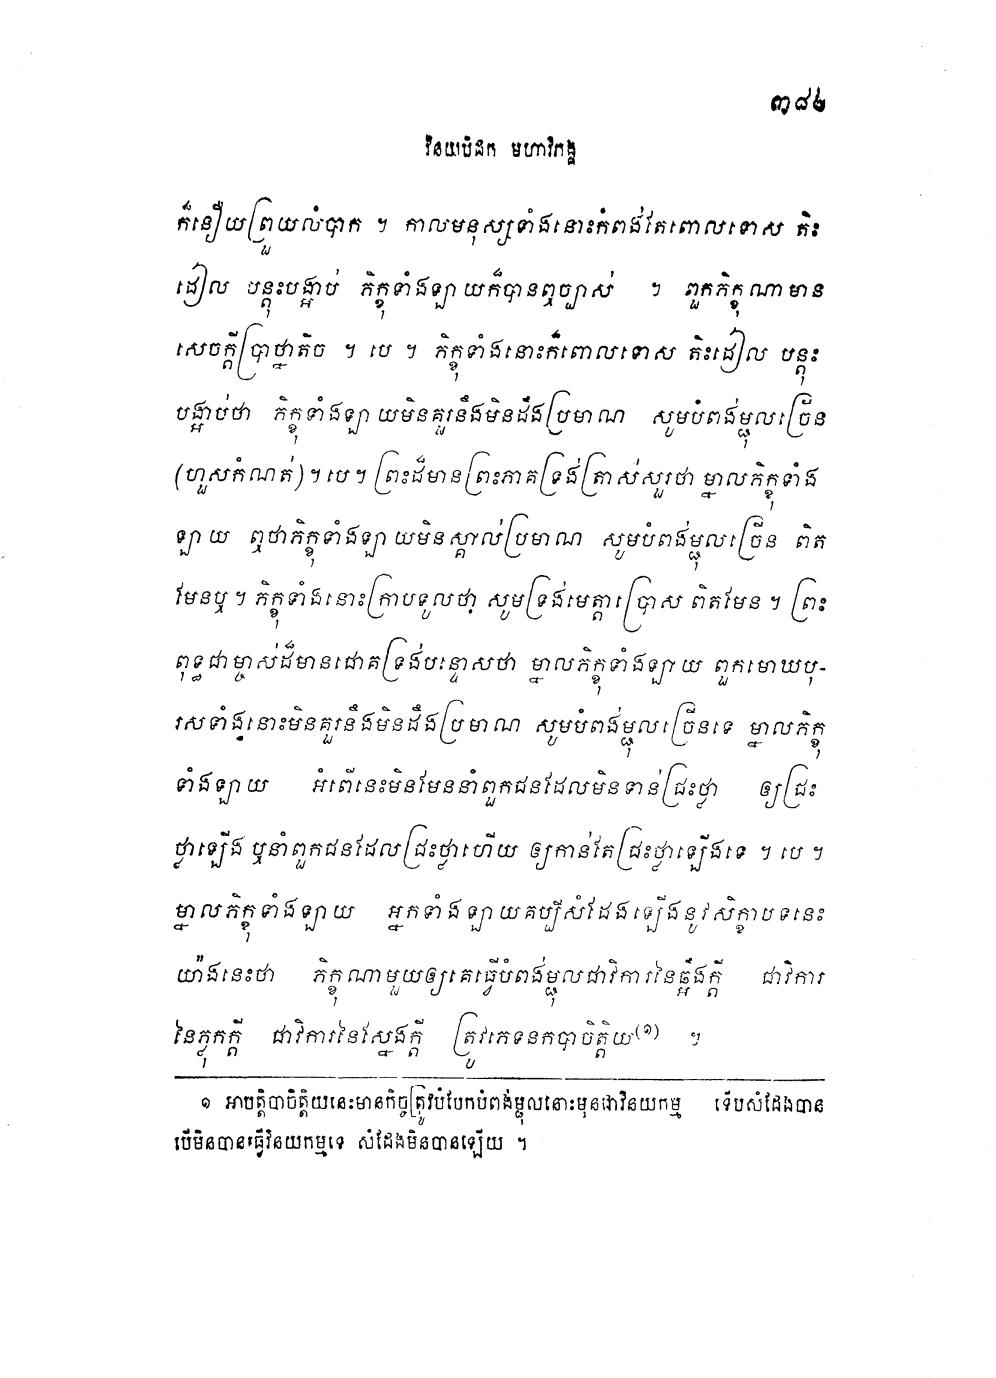 ៣៨៦
វិនយបិដក មហាវិភង្គ
ក៏នឿយព្រួយលំបាក ។ កាលមនុស្សទាំងនោះកំពង់តែពោលទោស តិះ
ដៀល បន្តុះបង្អាប់ ភិក្ខុទាំងឡាយក៏បានឮច្បាស់ ។ ពួកភិក្ខុណាមាន
សេចក្តីប្រាថ្នាតិច ។ បេ ។ ភិក្ខុទាំងនោះក៏ពោលទោស តិះដៀល បន្តុះ
បង្អាប់ថា ភិក្ខុទាំងឡាយមិនគួរនឹងមិនដឹងប្រមាណ សូមបំពង់ម្ជុលច្រើន
(ហួសកំណត់) ។ បេ ។ ព្រះដ៏មានព្រះភាគទ្រង់ត្រាស់សួរថា ម្នាលភិក្ខុទាំង
ឡាយ ឮថាភិក្ខុទាំងឡាយមិនស្គាល់ប្រមាណ សូមបំពង់ម្ជុលច្រើន ពិត
មែនឬ ។ ភិក្ខុទាំងនោះក្រាបទូលថា សូមទ្រង់មេត្តាប្រោស ពិតមែន ។ ព្រះ
ពុទ្ធជាម្ចាស់ដ៏មានជោគទ្រង់បន្ទោសថា ម្នាលភិក្ខុទាំងឡាយ ពួកមោឃបុ-
រសទាំងនោះមិនគួរនឹងមិនដឹងប្រមាណ សូមបំពង់ម្ជុលច្រើនទេ ម្នាលភិក្ខុ
ទាំងឡាយ អំពើនេះមិនមែននាំពួកជនដែលមិនទាន់ជ្រះថ្លា ឲ្យជ្រះ
ថ្លាឡើង ឬនាំពួកជនដែលជ្រះថ្លាហើយ ឲ្យកាន់តែជ្រះថ្លាឡើងទេ ។ បេ ។
ម្នាលភិក្ខុទាំងឡាយ អ្នកទាំងឡាយគប្បីសំដែងឡើងនូវសិក្ខាបទនេះ
យ៉ាងនេះថា ភិក្ខុណាមួយឲ្យគេធ្វើបំពង់ម្ជុលជាវិការនៃឆ្អឹងក្តី ជាវិការ
នៃភ្លុកក្តី ជាវិការនៃស្នែងក្តី ត្រូវភេទនកបាចិត្តិយ(១) ។
១ អាបត្តិបាចិត្តិយនេះមានកិច្ចត្រូវបំបែកបំពង់ម្ជុលនោះមុនជាវិនយកម្ម ទើបសំដែងបាន
បើមិនបានធ្វើវិនយកម្មទេ សំដែងមិនបានឡើយ ។